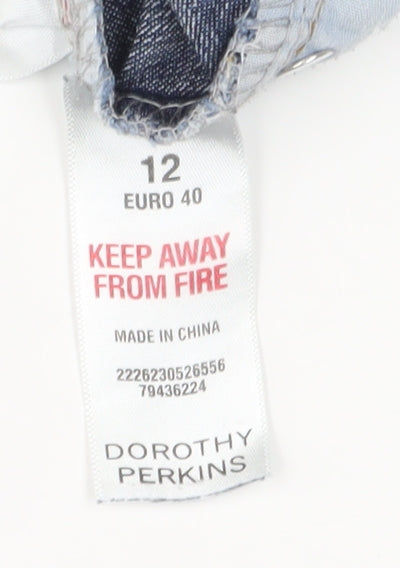 12
EURO 40
KEEP AWAY
FROM FIRE
MADE IN CHINA
2226230526556
79436224
DOROTHY
PERKINS